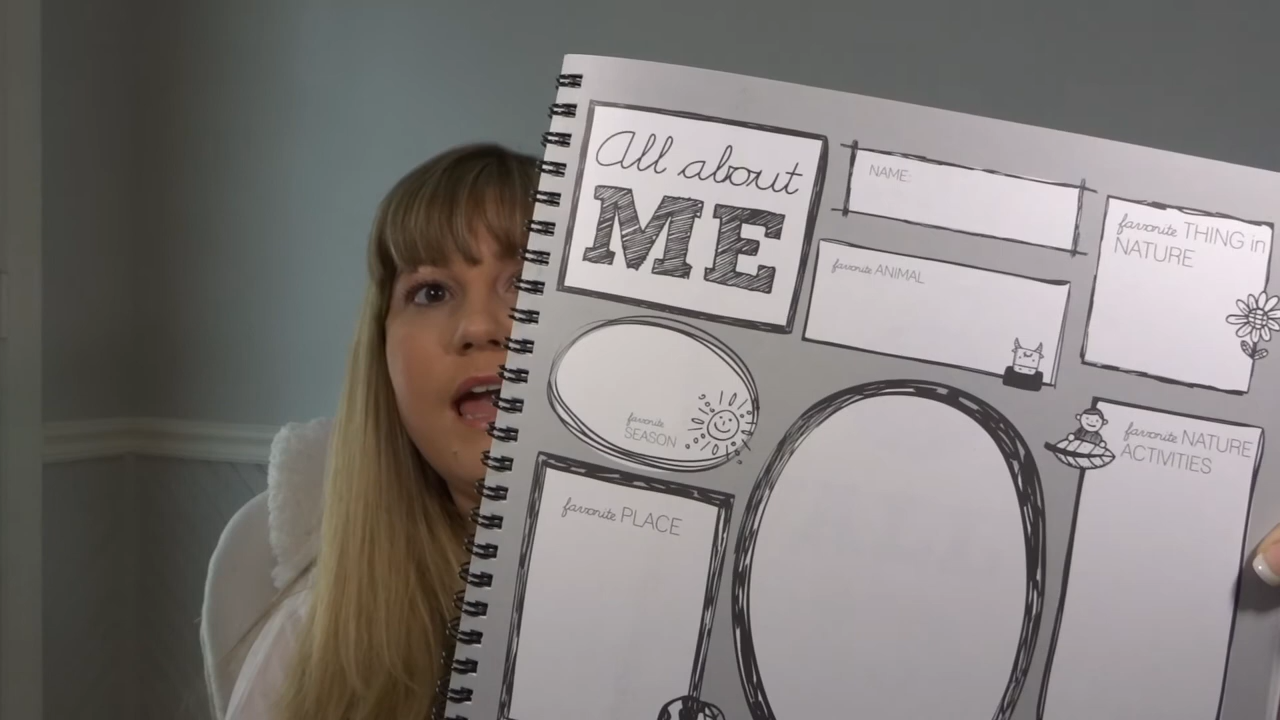 All about
ME
NAME:
favorite ANIMAL
favorite THING in
NATURE
favorite
SEASON
favorite PLACE
favorite NATURE
ACTIVITIES